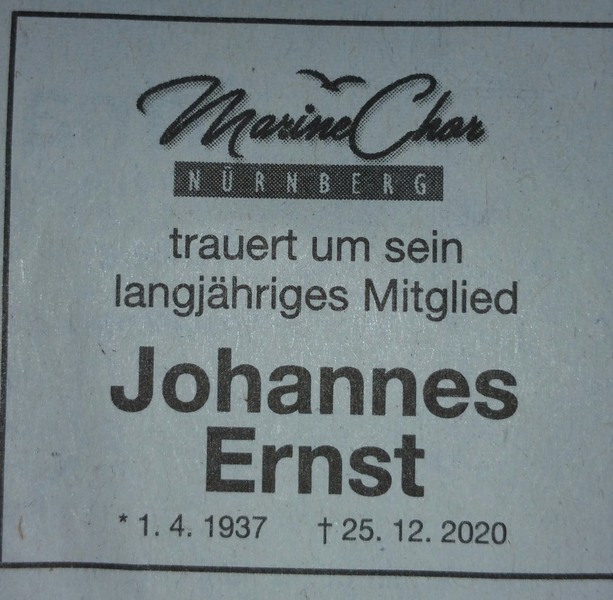 MarineChor
NÜRNBERG
trauert um sein
langjähriges Mitglied
Johannes
Ernst
* 1. 4. 1937 † 25. 12. 2020